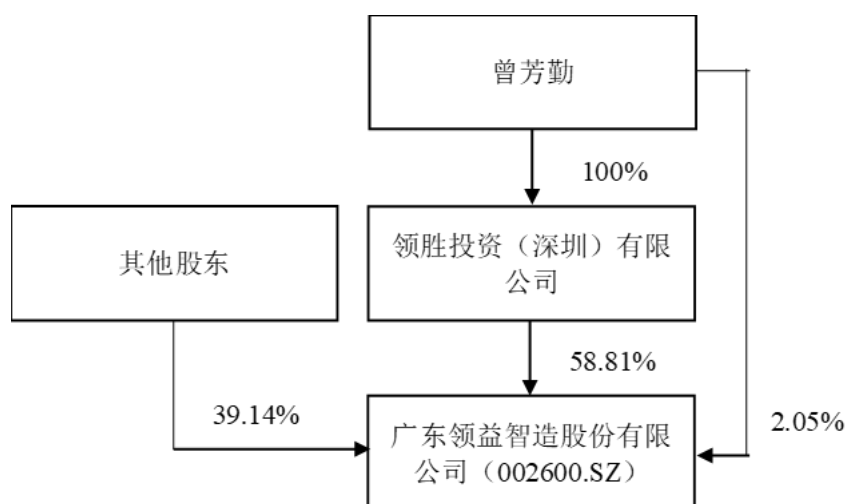 曾芳勤
100%
其他股东
领胜投资（深圳）有限
公司
58.81%
39.14%
2.05%
广东领益智造股份有限
公司（002600.SZ）